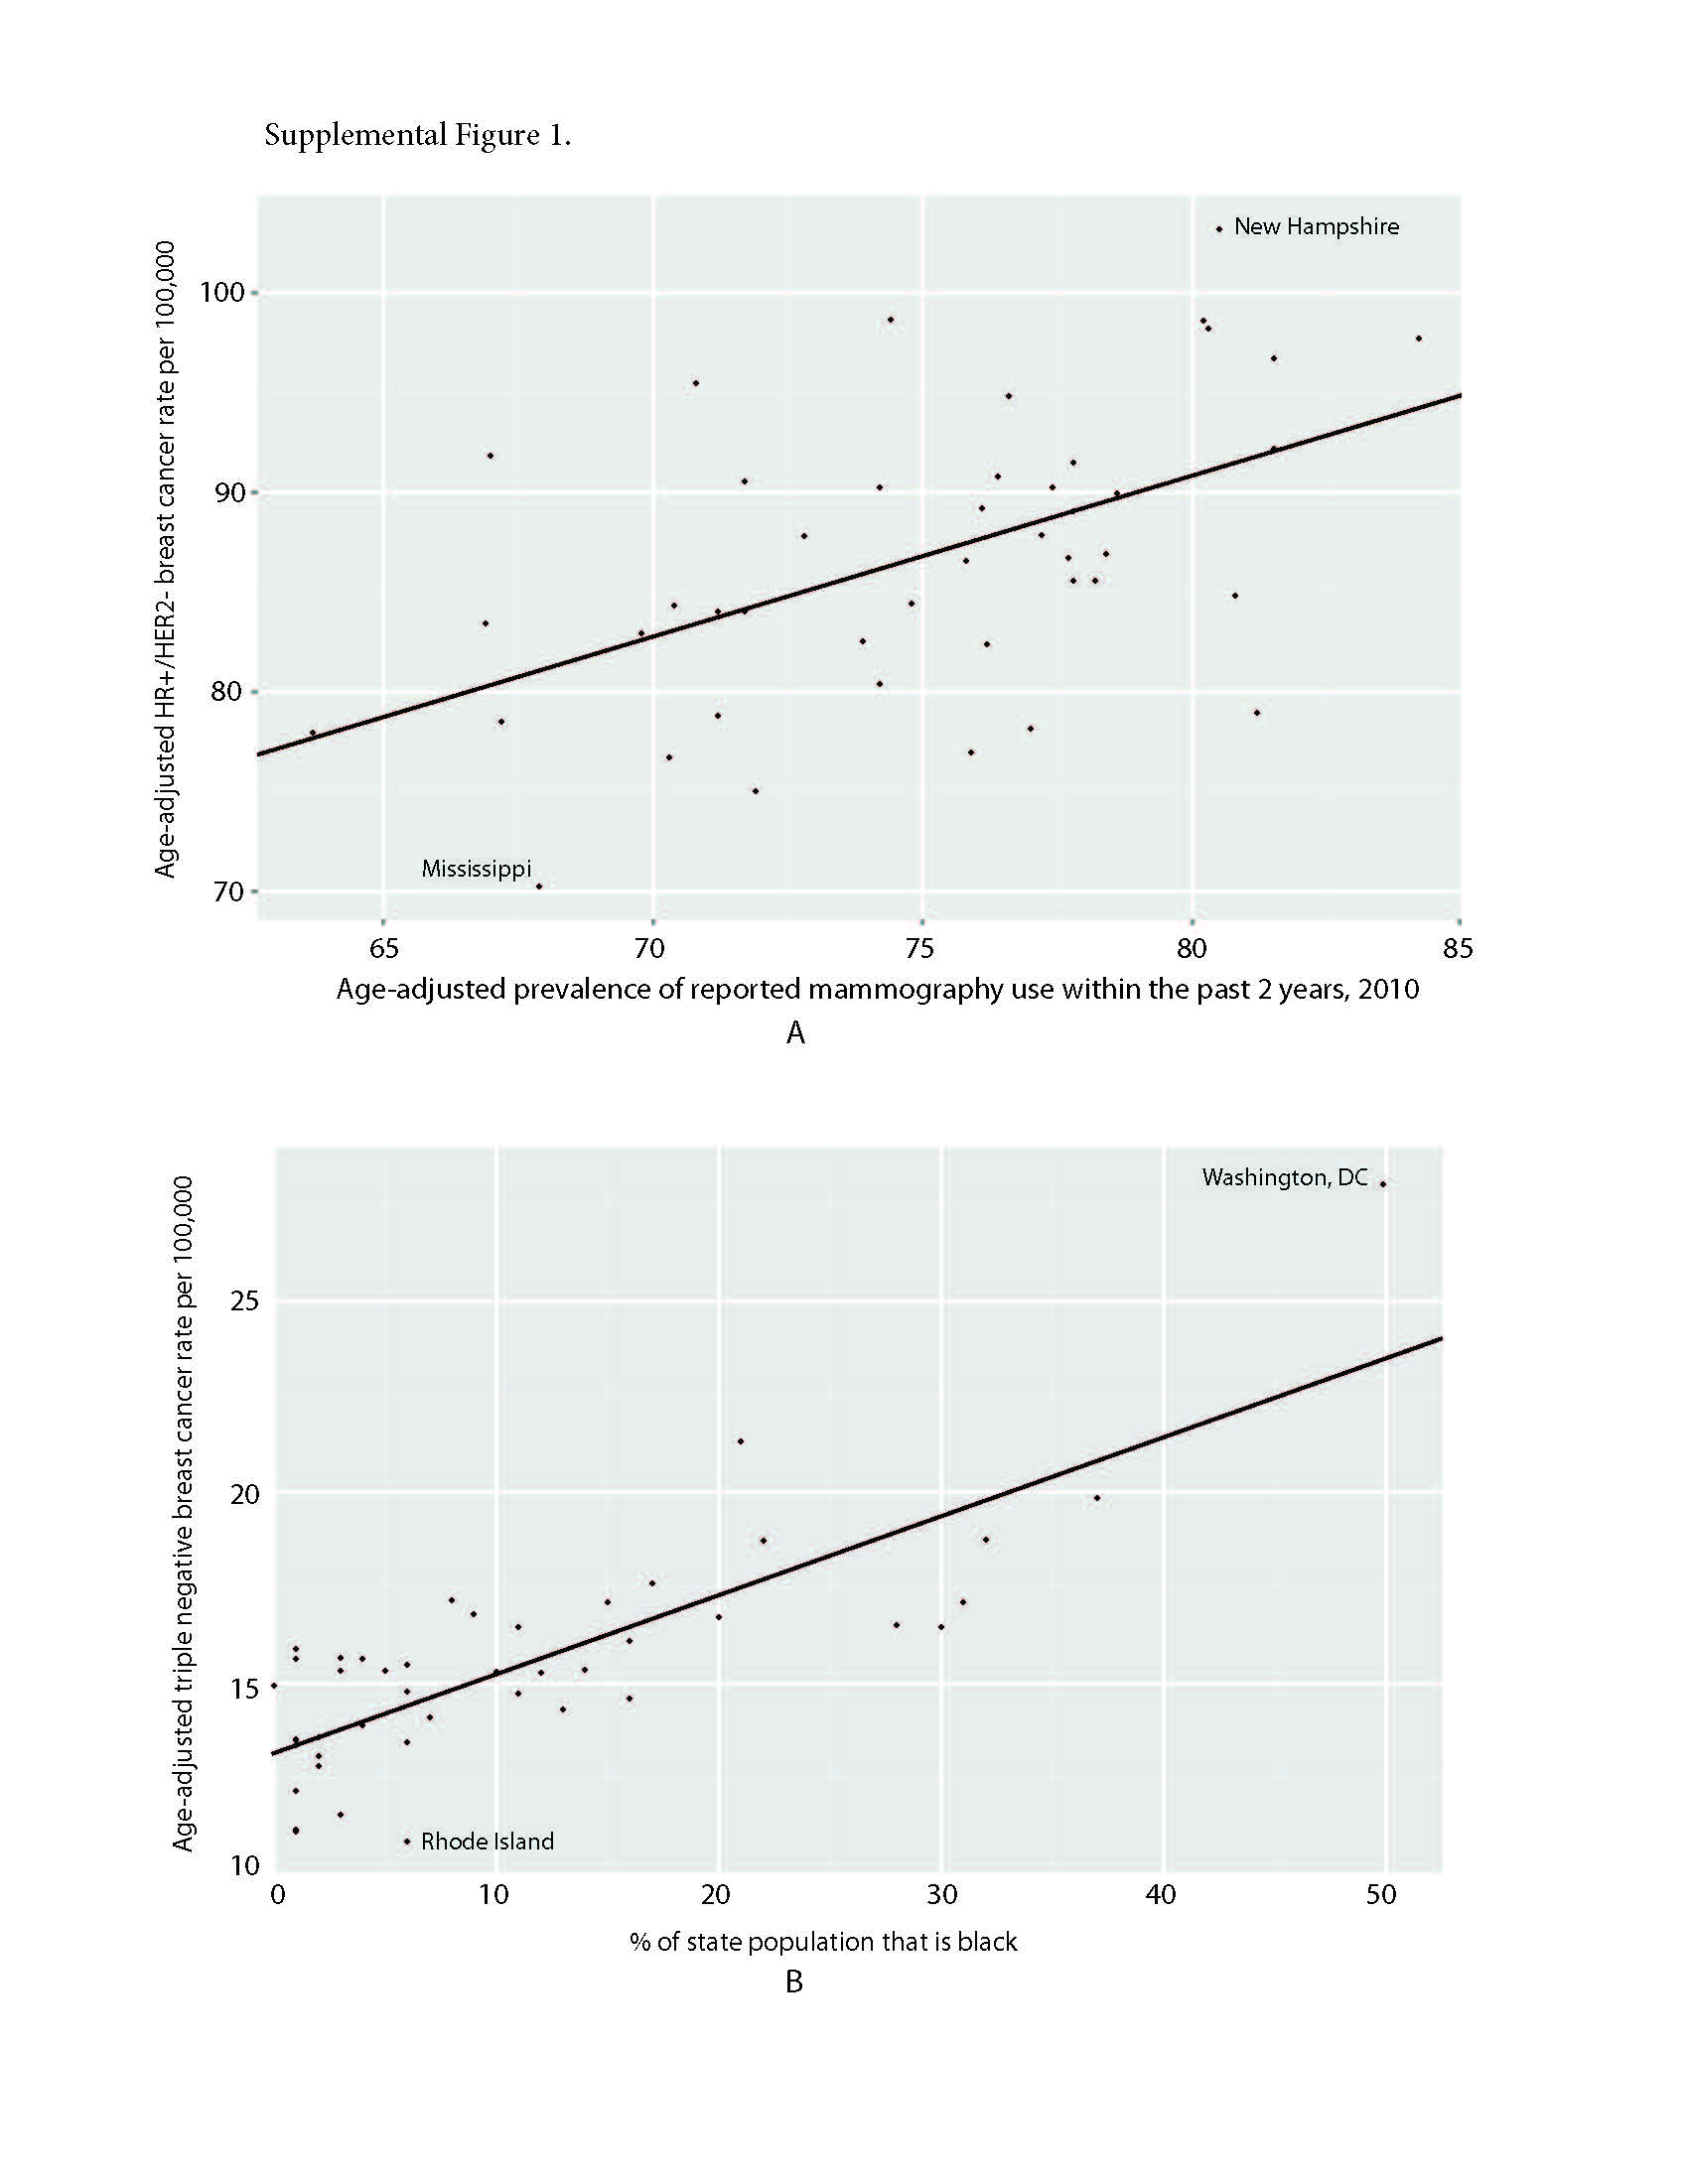 Supplemental Figure 1.
Age-adjusted HR+/HER2- breast cancer rate per 100,000
New Hampshire
100
90
80
Mississippi
70
65 70 75 80 85
Age-adjusted prevalence of reported mammography use within the past 2 years, 2010
A
Age-adjusted triple negative breast cancer rate per 100,000
Washington, DC
25
20
15
Rhode Island
10
0 10 20 30 40 50
% of state population that is black
B